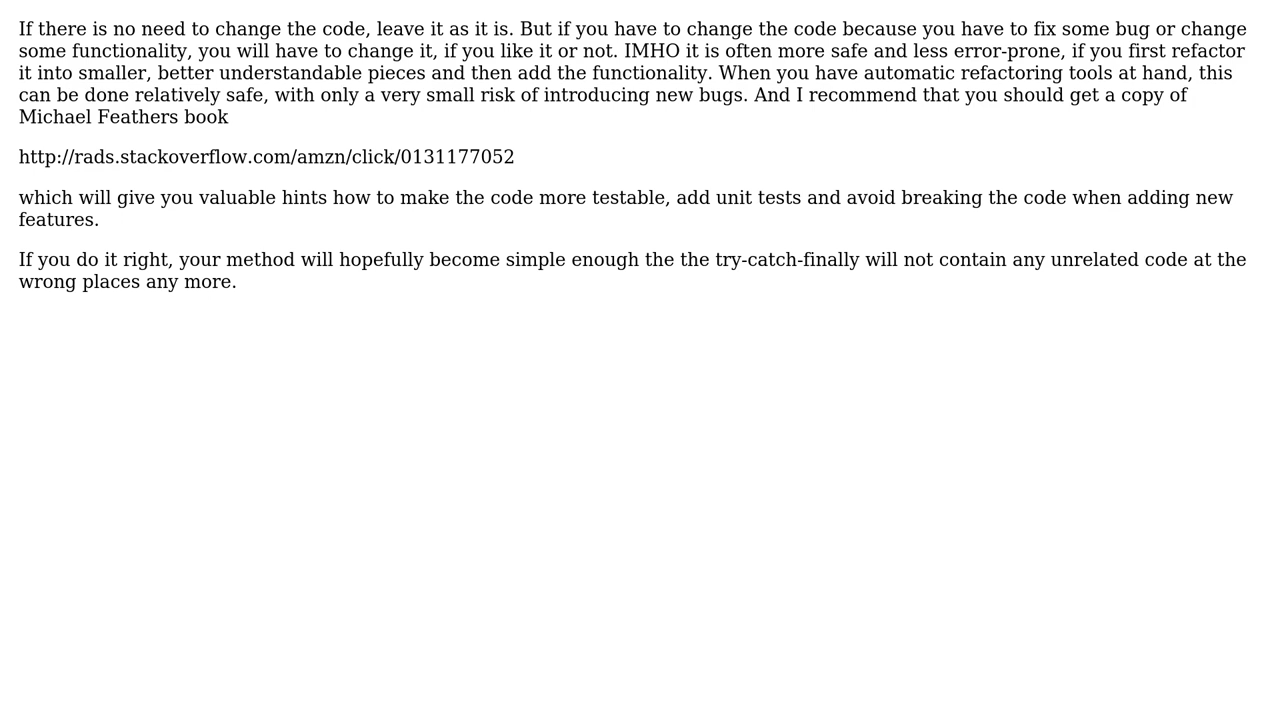 If there is no need to change the code, leave it as it is. But if you have to change the code because you have to fix some bug or change
some functionality, you will have to change it, if you like it or not. IMHO it is often more safe and less error-prone, if you first refactor
it into smaller, better understandable pieces and then add the functionality. When you have automatic refactoring tools at hand, this
can be done relatively safe, with only a very small risk of introducing new bugs. And I recommend that you should get a copy of
Michael Feathers book
http://rads.stackoverflow.com/amzn/click/0131177052
which will give you valuable hints how to make the code more testable, add unit tests and avoid breaking the code when adding new
features.
If you do it right, your method will hopefully become simple enough the the try-catch-finally will not contain any unrelated code at the
wrong places any more.